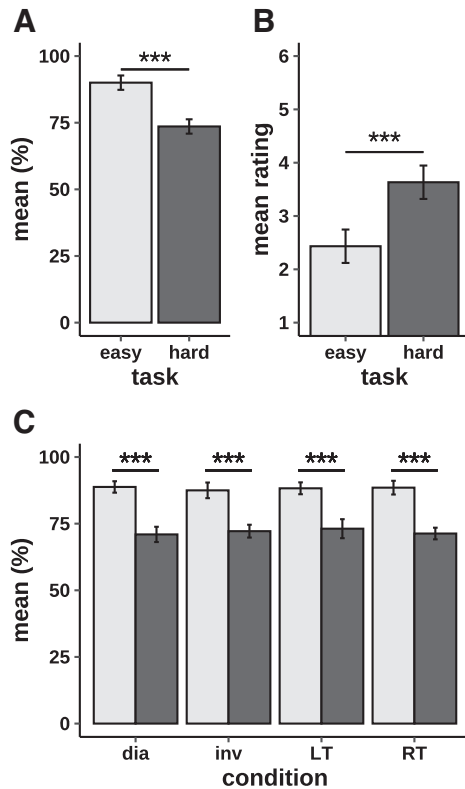 A
mean (%)
100
75
50
25
0
***
easy hard
task
B
mean rating
6
5
4
3
2
1
***
easy hard
task
C
mean (%)
100
75
50
25
0
*** *** *** ***
dia inv LT RT
condition